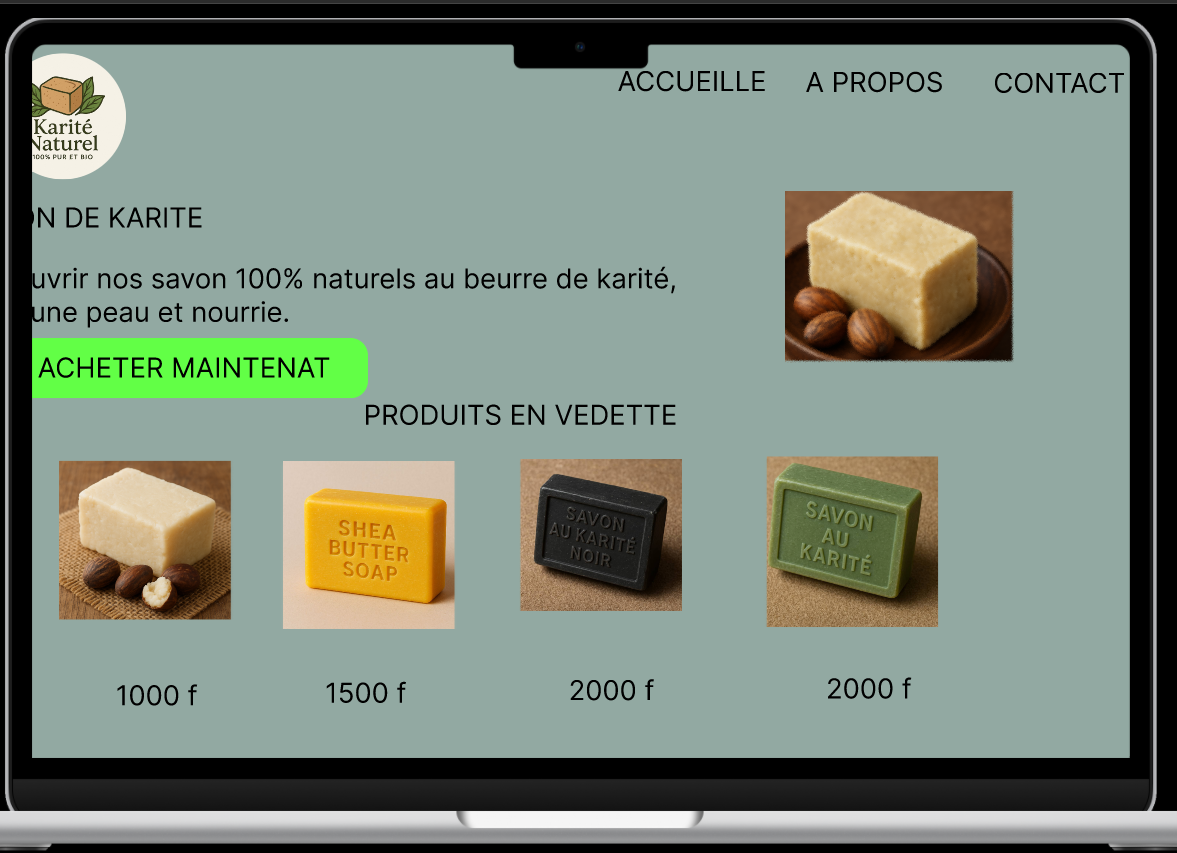 ACCUEILLE A PROPOS CONTACT
Karité
Naturel
100% PUR ET BIO
ON DE KARITE
uvrir nos savon 100% naturels au beurre de karité,
une peau et nourrie.
ACHETER MAINTENAT
PRODUITS EN VEDETTE
SHEA
BUTTER
SOAP
SAVON
AU KARITÉ
NOIR
SAVON
AU
KARITÉ
1000 f
1500 f
2000 f
2000 f